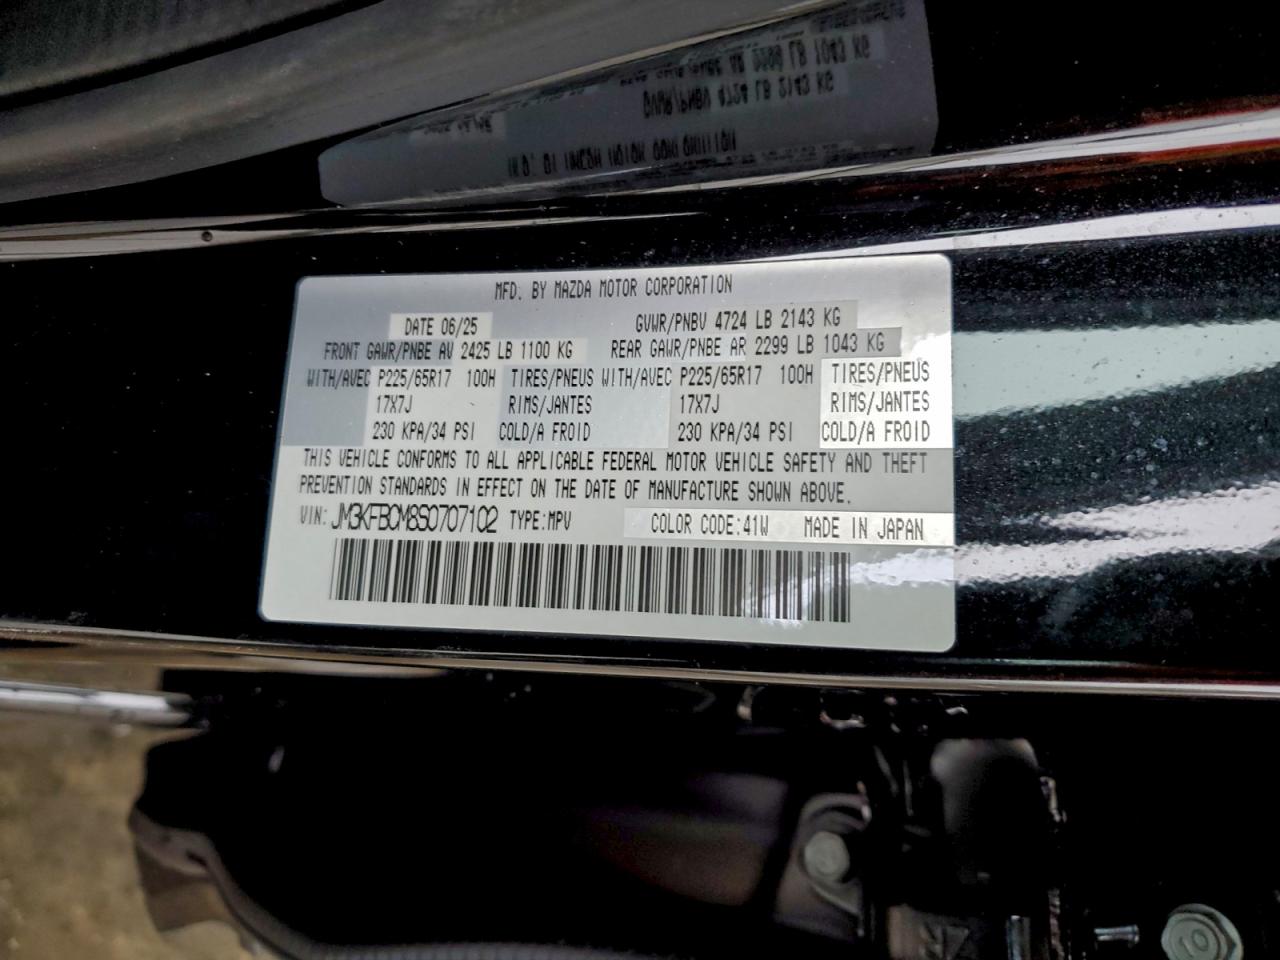 MFD. BY MAZDA MOTOR CORPORATION
DATE 06/25 GVWR/PNBV 4724 LB 2143 KG
FRONT GAWR/PNBE AV 2425 LB 1100 KG REAR GAWR/PNBE AR 2299 LB 1043 KG
WITH/AVEC P225/65R17 100H TIRES/PNEUS WITH/AVEC P225/65R17 100H TIRES/PNEUS
17X7J RIMS/JANTES 17X7J RIMS/JANTES
230 KPA/34 PSI COLD/A FROID 230 KPA/34 PSI COLD/A FROID
THIS VEHICLE CONFORMS TO ALL APPLICABLE FEDERAL MOTOR VEHICLE SAFETY AND THEFT
PREVENTION STANDARDS IN EFFECT ON THE DATE OF MANUFACTURE SHOWN ABOVE.
VIN: JM3KFBCM8S0707102 TYPE:MPV COLOR CODE:41W MADE IN JAPAN
10